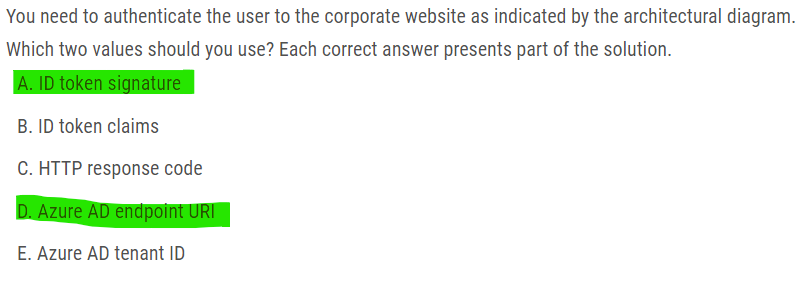 You need to authenticate the user to the corporate website as indicated by the architectural diagram.
Which two values should you use? Each correct answer presents part of the solution.
A. ID token signature
B. ID token claims
C. HTTP response code
D. Azure AD endpoint URI
E. Azure AD tenant ID